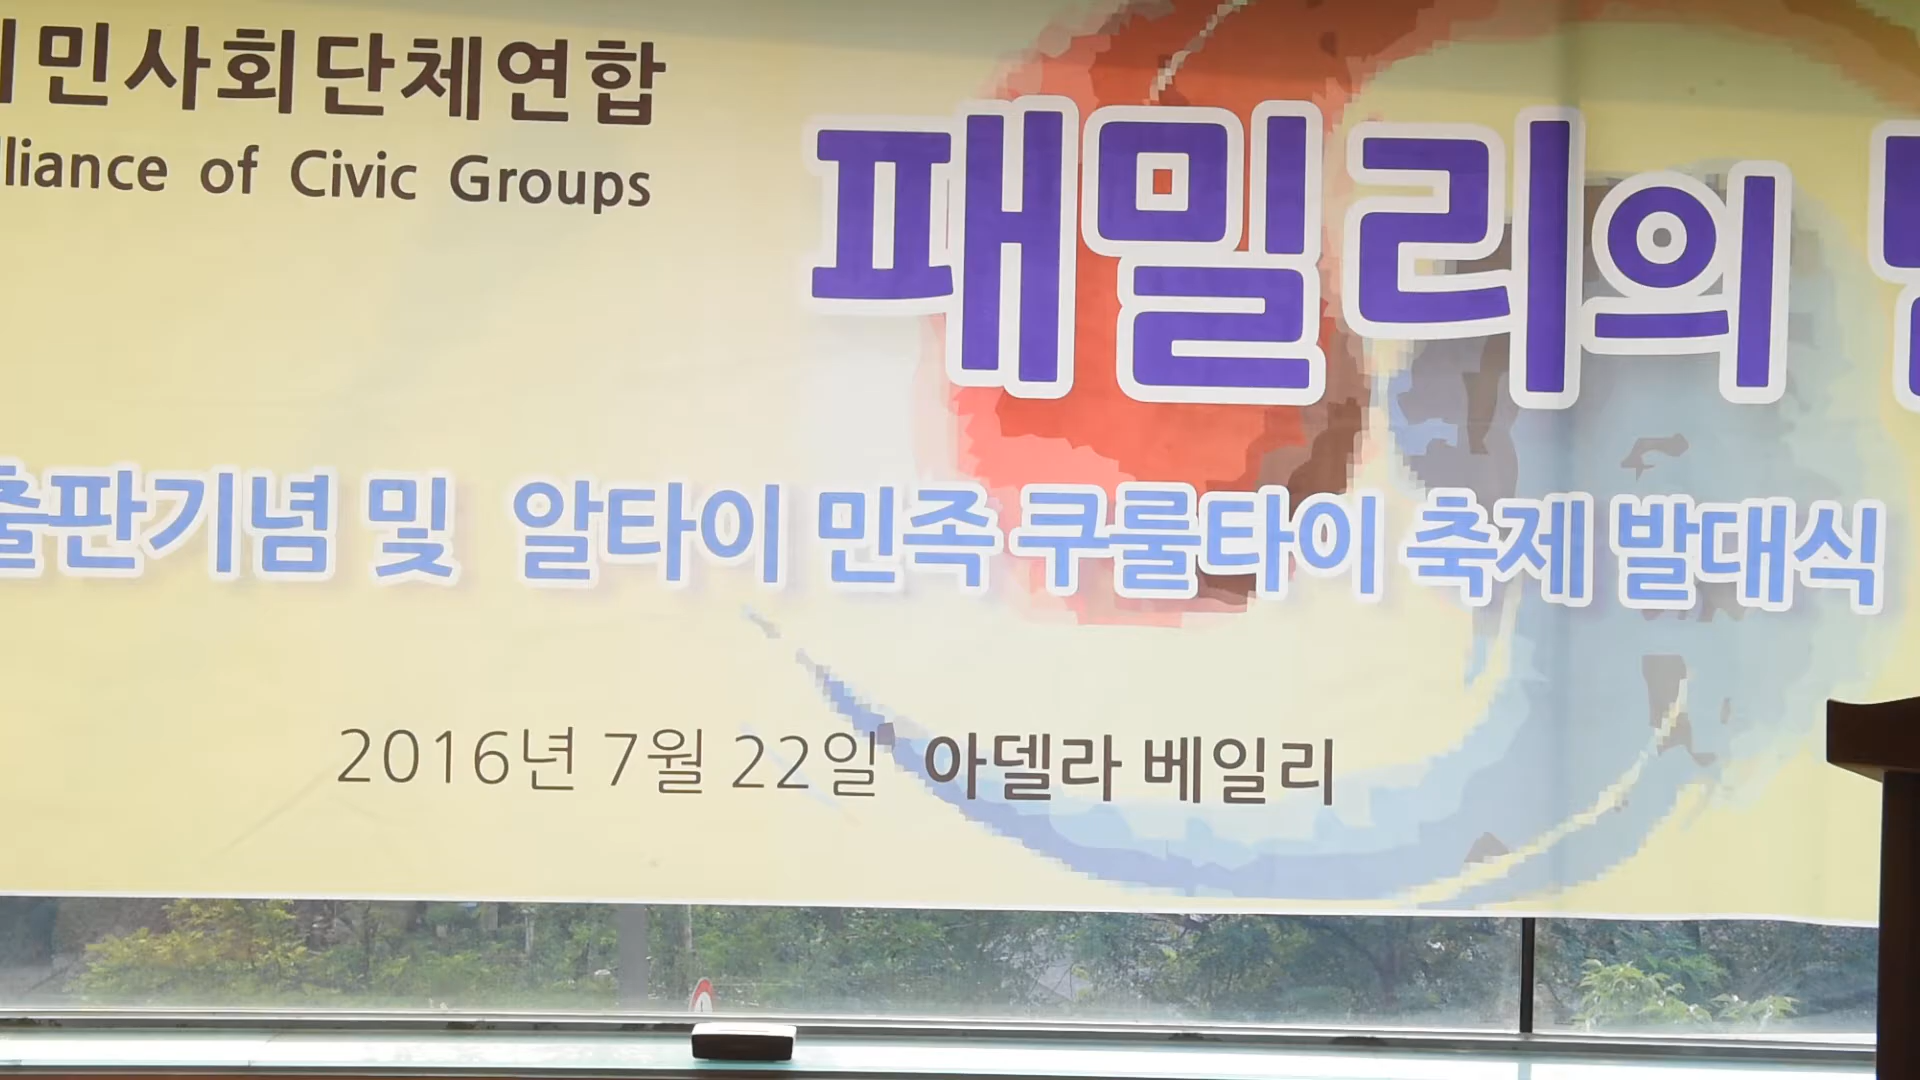 민사회단체연합
lliance of Civic Groups
패밀리의
출판기념 및 알타이 민족 쿠룰타이 축제 발대식
2016년 7월 22일 아델라 베일리